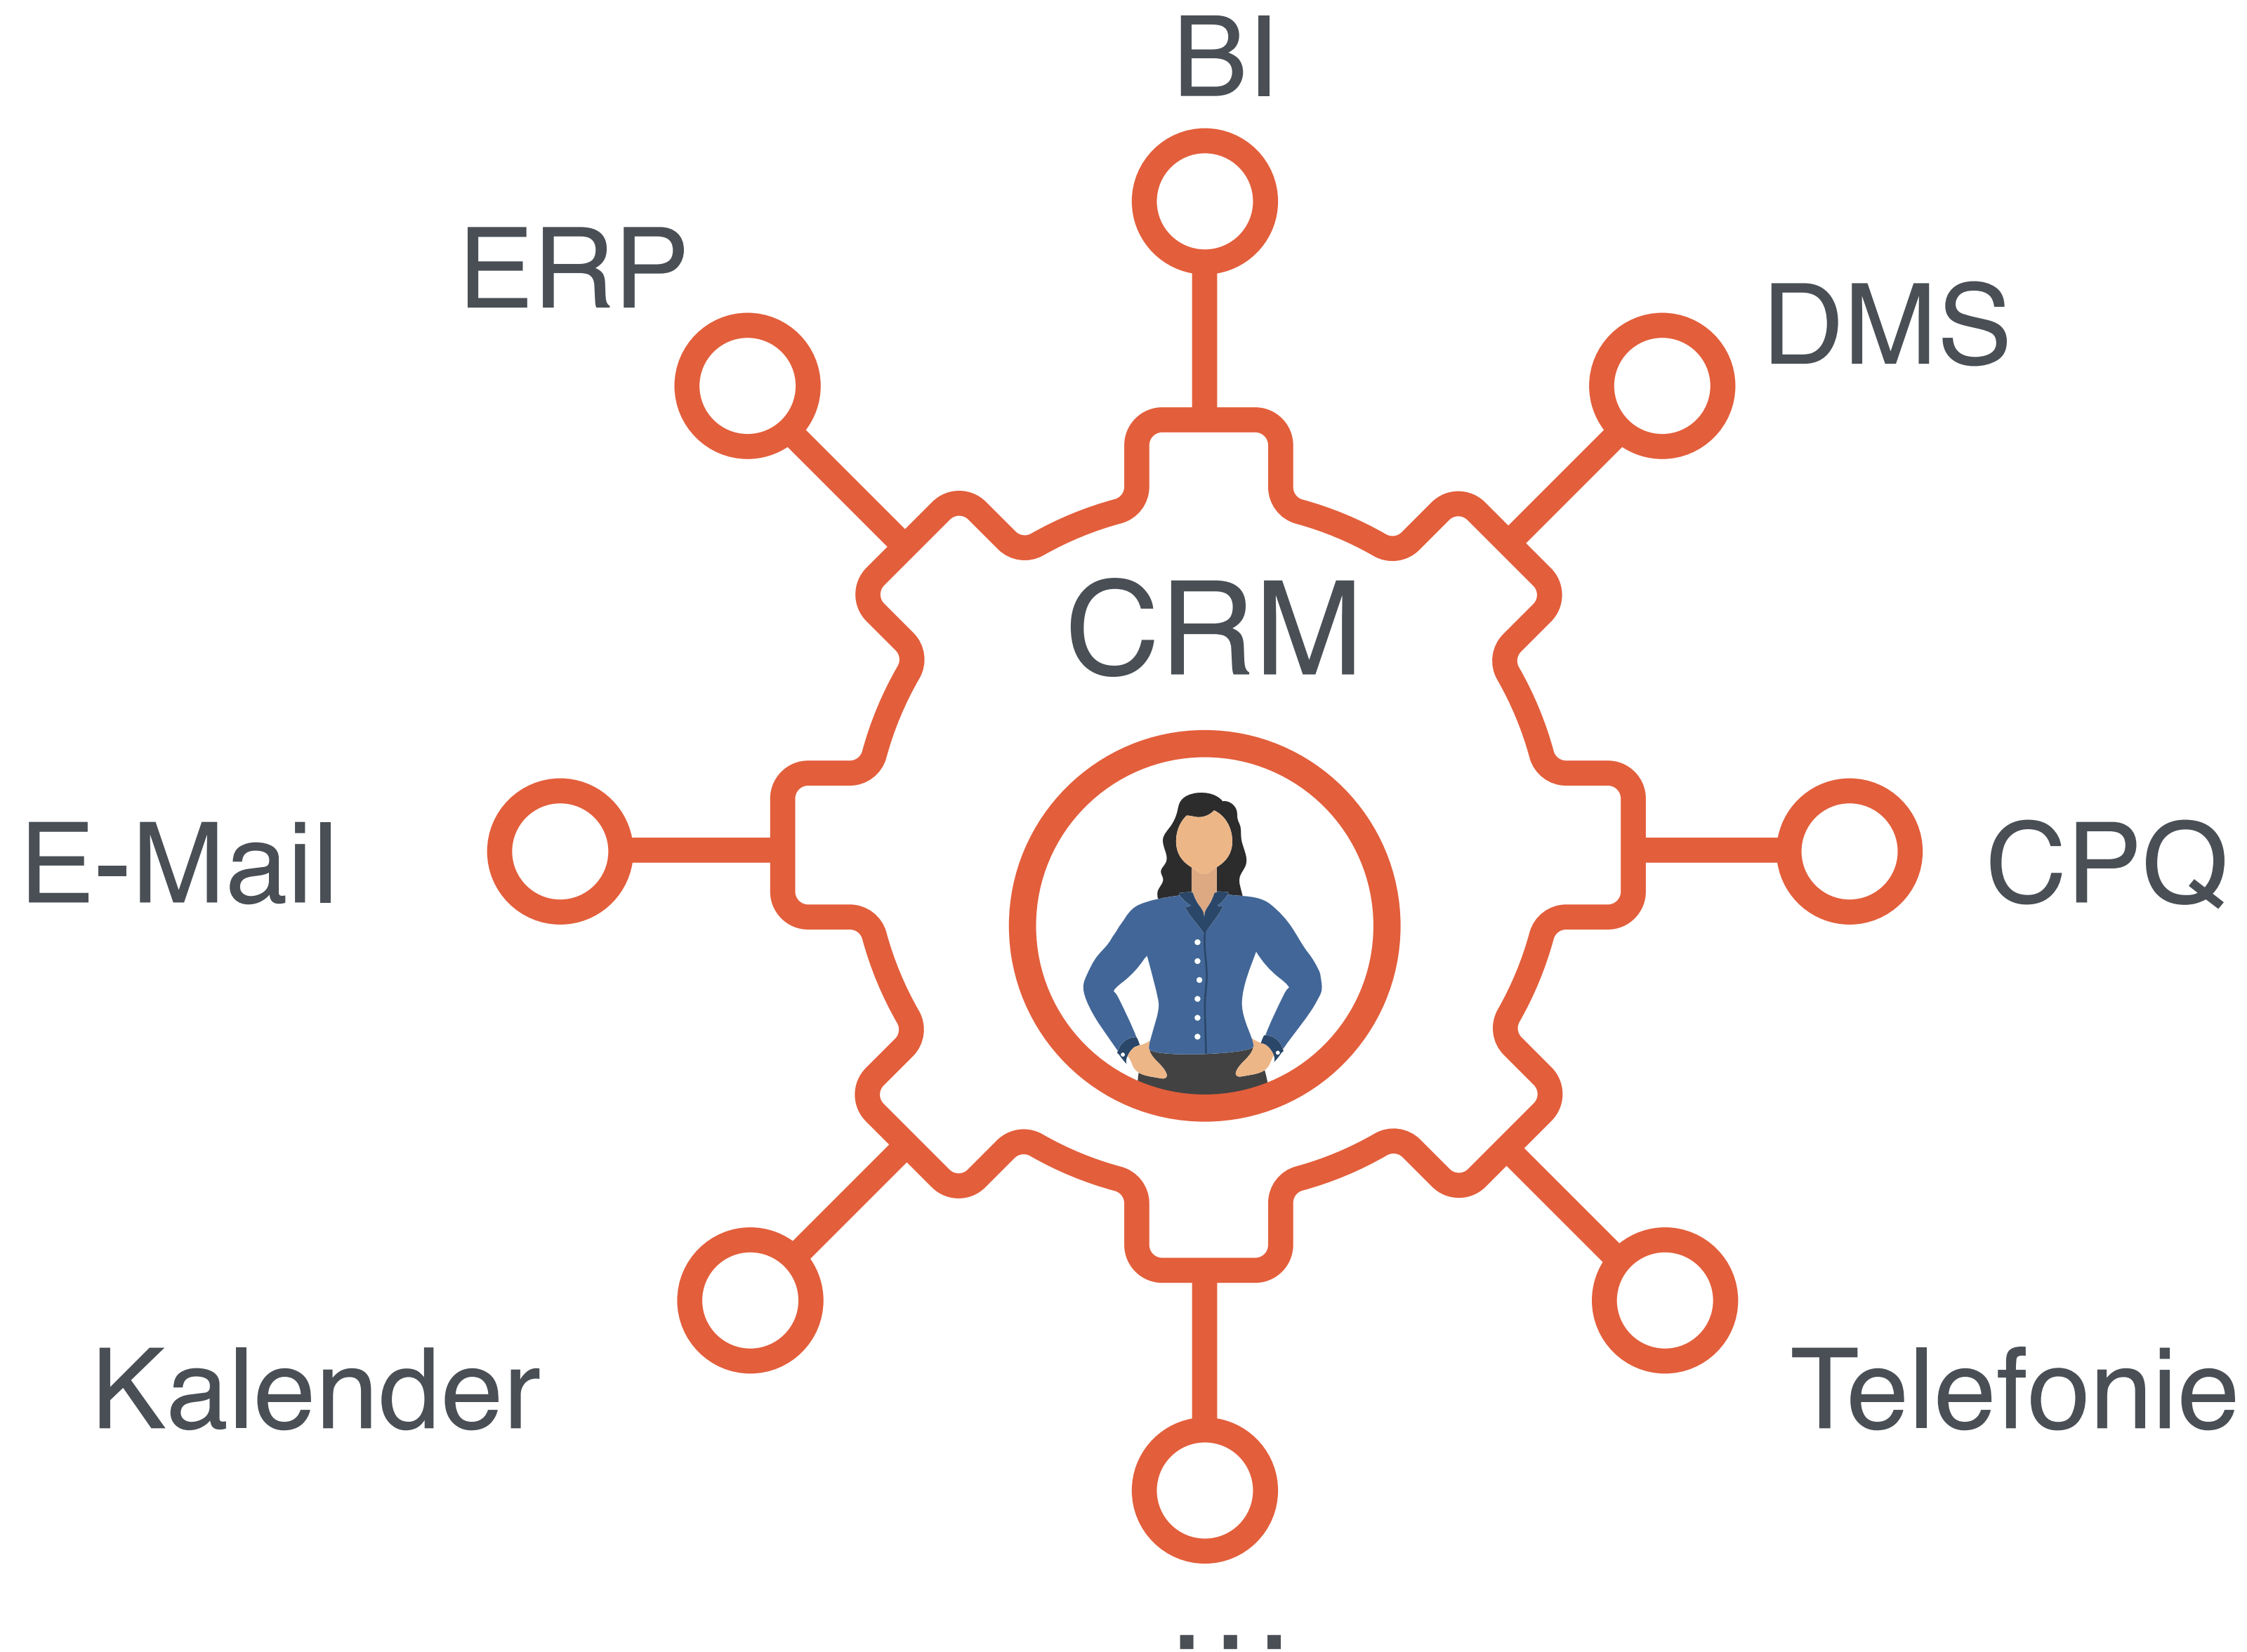 BI
ERP
DMS
CRM
E-Mail
CPQ
Kalender
Telefonie
...